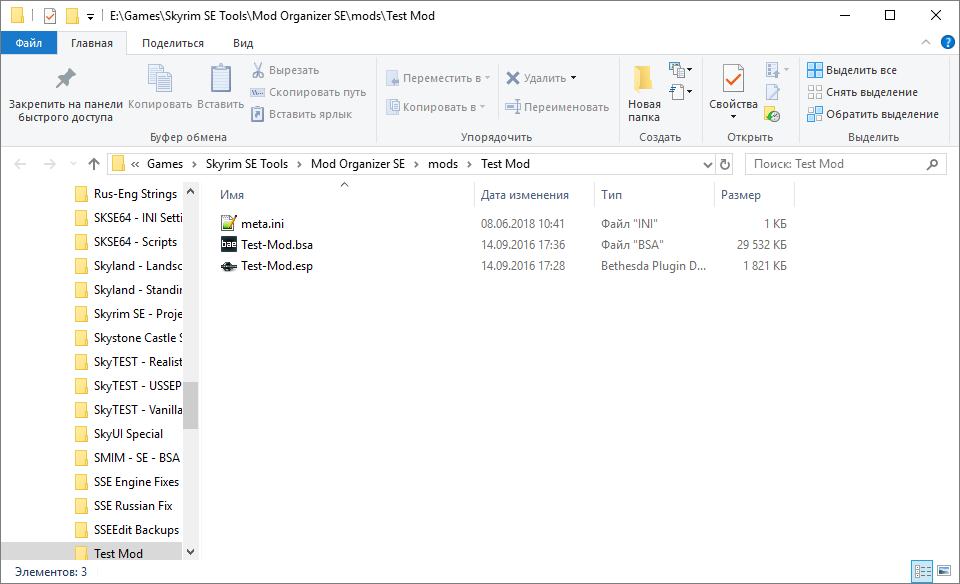 E:\Games\Skyrim SE Tools\Mod Organizer SE\mods\Test Mod
Файл Главная Поделиться Вид
Закрепить на панели
быстрого доступа
Копировать
Вставить
Вырезать
Скопировать путь
Вставить ярлык
Буфер обмена
Переместить в
Копировать в
Удалить
Переименовать
Упорядочить
Новая
папка
Создать
Свойства
Открыть
Выделить все
Снять выделение
Обратить выделение
Выделить
« Games > Skyrim SE Tools > Mod Organizer SE > mods > Test Mod
Поиск: Test Mod
Rus-Eng Strings
SKSE64 - INI Setti
SKSE64 - Scripts
Skyland - Landsc
Skyland - Standin
Skyrim SE - Proje
Skystone Castle S
SkyTEST - Realist
SkyTEST - USSEP
SkyTEST - Vanilla
SkyUI Special
SMIM - SE - BSA
SSE Engine Fixes
SSE Russian Fix
SSEEdit Backups
Test Mod
Имя Дата изменения Тип Размер
meta.ini 08.06.2018 10:41 Файл "INI" 1 КБ
bae Test-Mod.bsa 14.09.2016 17:36 Файл "BSA" 29 532 КБ
Test-Mod.esp 14.09.2016 17:28 Bethesda Plugin D... 1 821 КБ
Элементов: 3